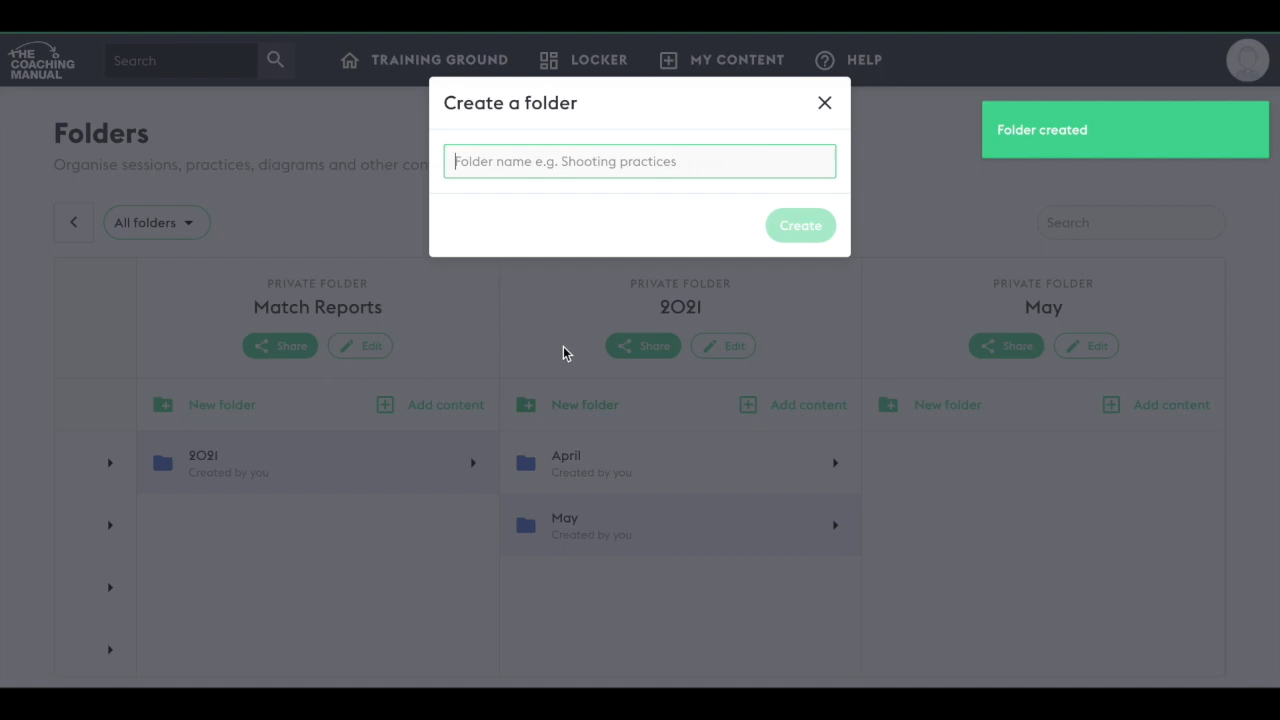 THE
COACHING
MANUAL
Search
TRAINING GROUND
LOCKER
MY CONTENT
HELP
Create a folder
Folder name e.g. Shooting practices
Create
Folder created
Folders
Organise sessions, practices, diagrams and other con
All folders
Search
PRIVATE FOLDER
Match Reports
Share
Edit
PRIVATE FOLDER
2021
Share
Edit
PRIVATE FOLDER
May
Share
Edit
New folder
Add content
New folder
Add content
New folder
Add content
2021
Created by you
April
Created by you
May
Created by you